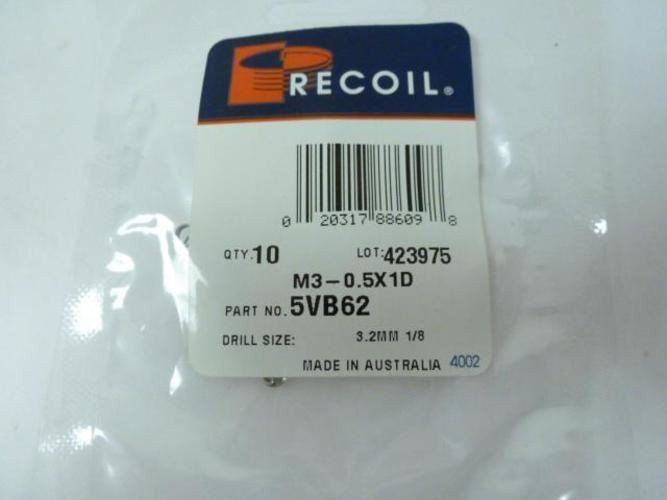 RECOIL®
0 20317 88609 8
QTY.10 LOT:423975
M3-0.5X1D
PART NO. 5VB62
DRILL SIZE: 3.2MM 1/8
MADE IN AUSTRALIA 4002